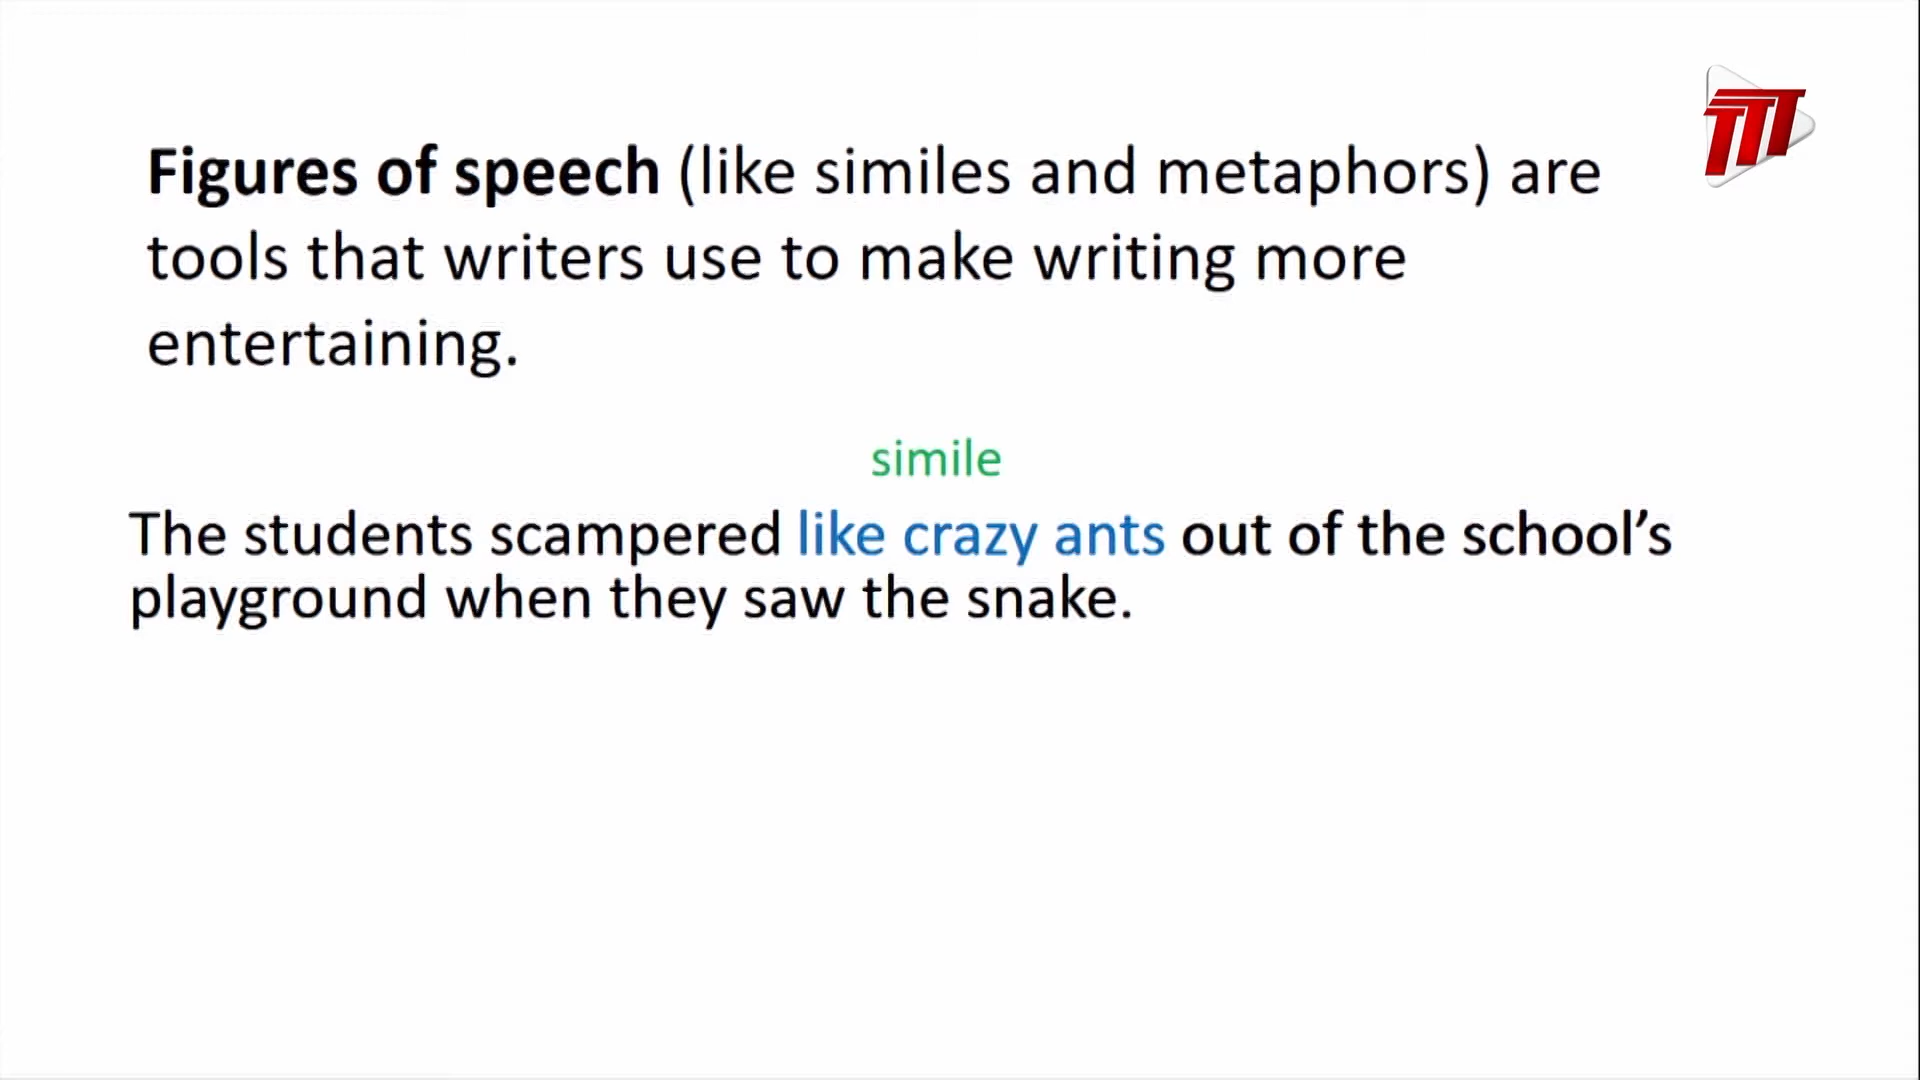 TTT
Figures of speech (like similes and metaphors) are
tools that writers use to make writing more
entertaining.
simile
The students scampered like crazy ants out of the school’s
playground when they saw the snake.